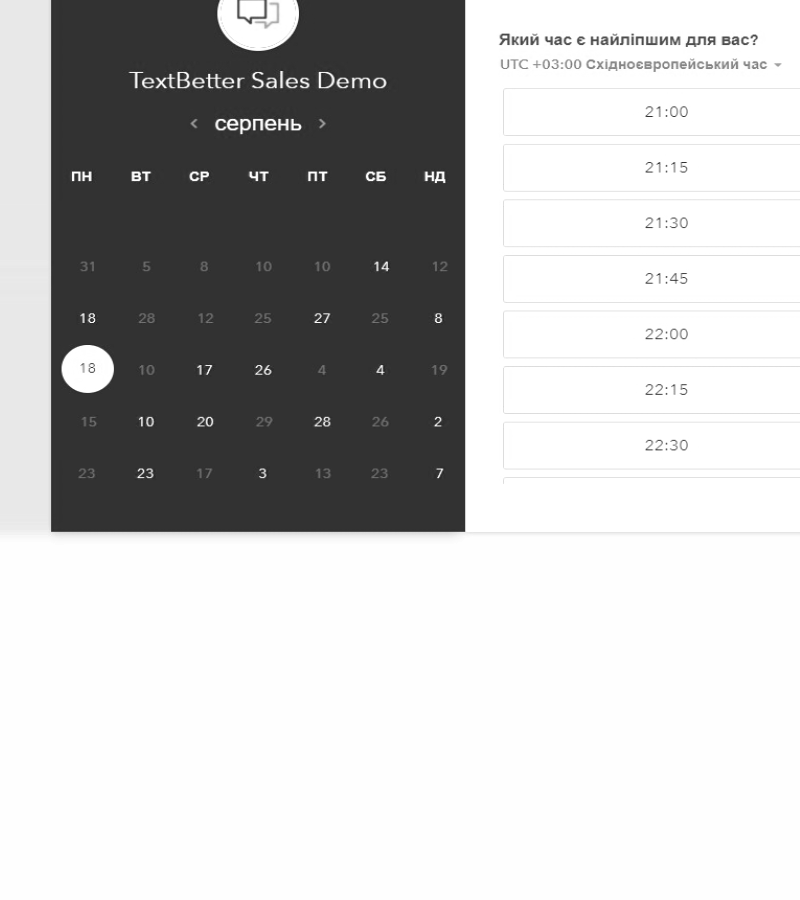 TextBetter Sales Demo
серпень
ПН ВТ СР ЧТ ПТ СБ НД
31 5 8 10 10 14 12
18 28 12 25 27 25 8
18 10 17 26 4 4 19
15 10 20 29 28 26 2
23 23 17 3 13 23 7
Який час є найліпшим для вас?
UTC +03:00 Східноєвропейський час
21:00
21:15
21:30
21:45
22:00
22:15
22:30